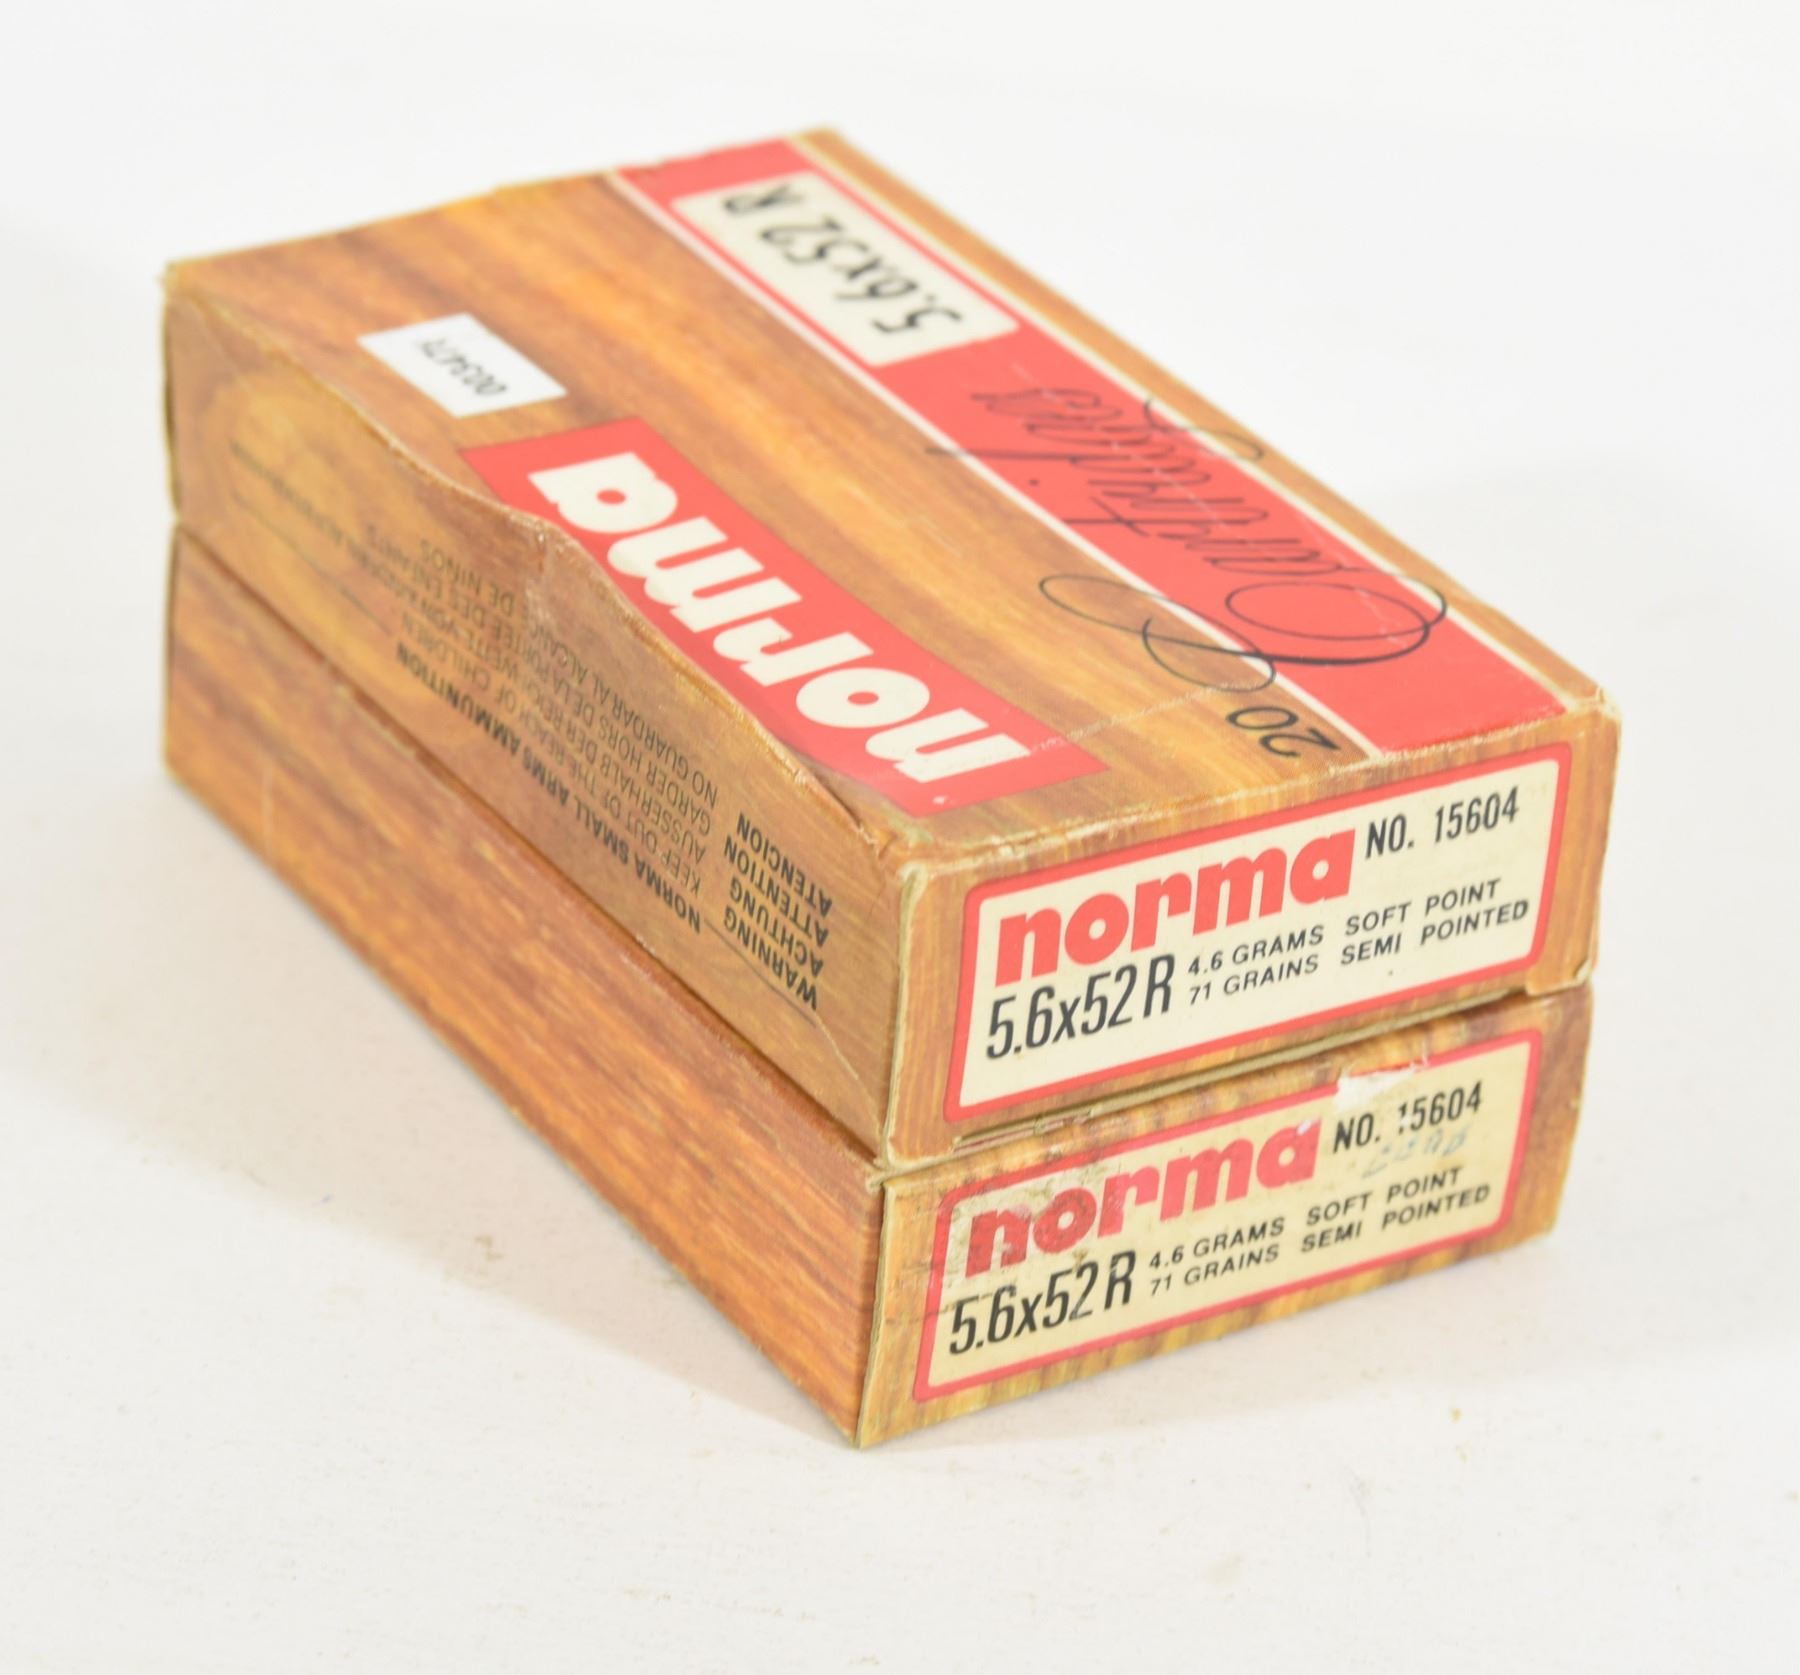 5.6x52 R
Cartridges
20
norma
WARNING KEEP OUT OF THE REACH OF CHILDREN
ACHTUNG AUSSERHALB DER REICHWEITE VON
ATTENTION GARDER HORS DE LA PORTÉE DES ENFANTS
ATENCION NO GUARDAR AL ALCANCE DE NINOS
NORMA SMALL ARMS AMMUNITION
norma NO. 15604
5.6x52 R 4.6 GRAMS SOFT POINT
71 GRAINS SEMI POINTED
norma NO. 15604
5.6x52 R 4.6 GRAMS SOFT POINT
71 GRAINS SEMI POINTED